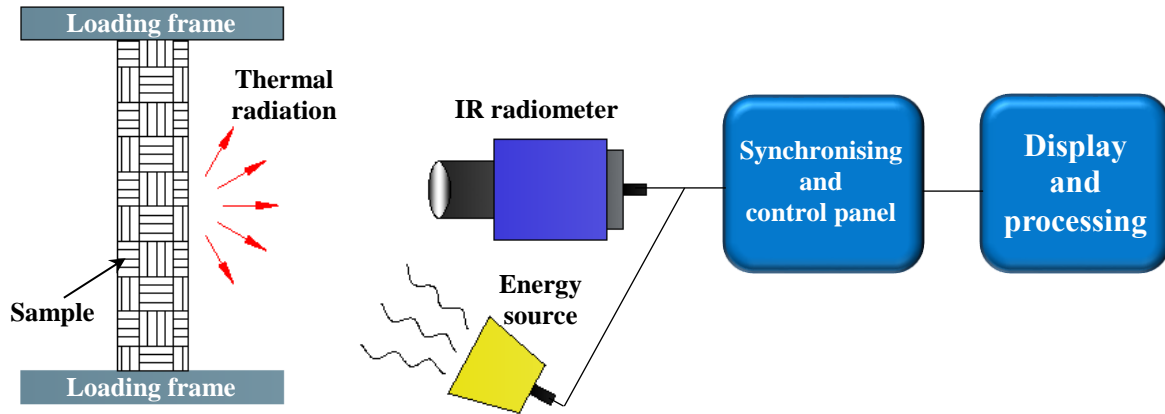 Loading frame
Thermal
radiation
IR radiometer
Synchronising
and
control panel
Display
and
processing
Sample
Energy
source
Loading frame